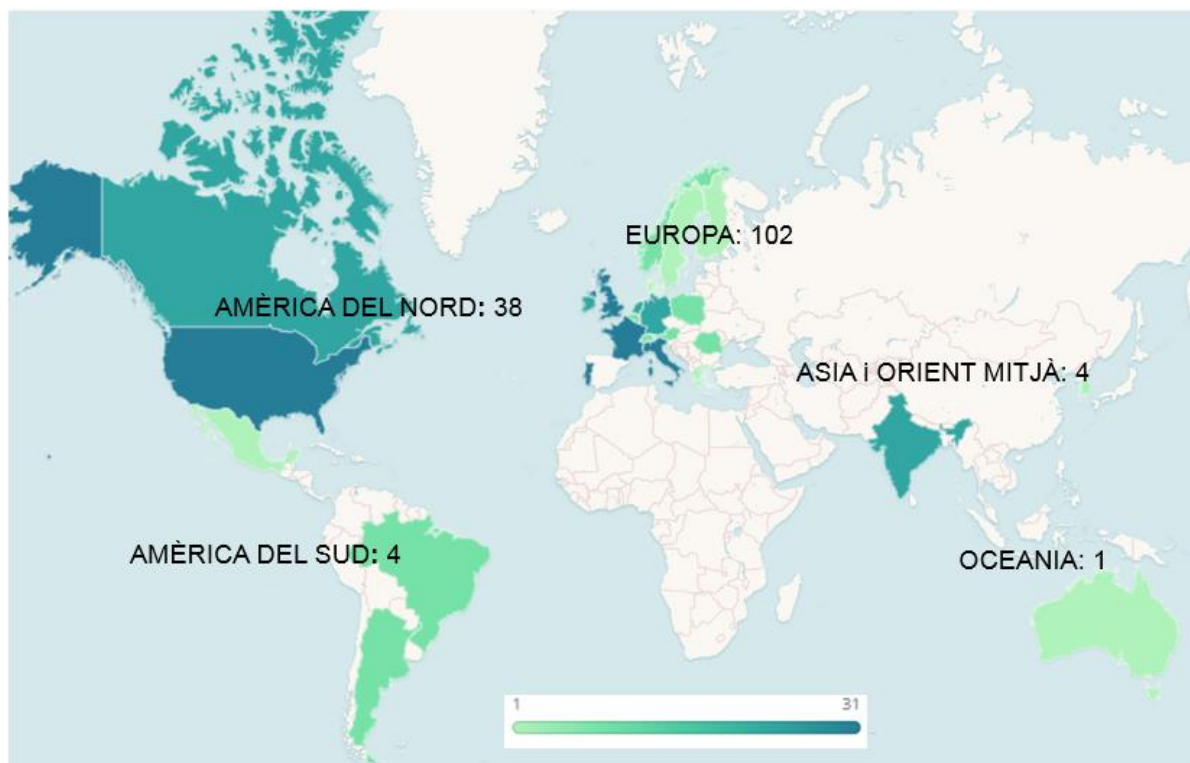 EUROPA: 102
AMÈRICA DEL NORD: 38
ASIA i ORIENT MITJÀ: 4
AMÈRICA DEL SUD: 4
OCEANIA: 1
1 31